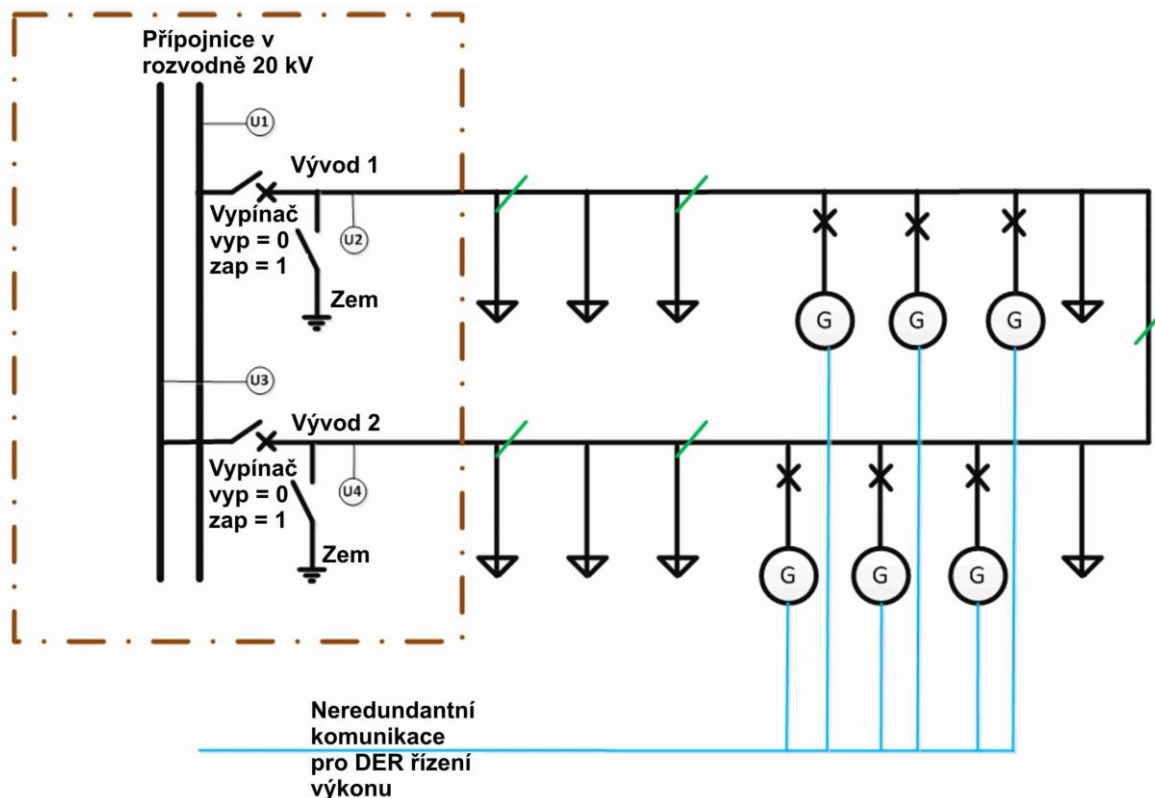 Přípojnice v
rozvodně 20 kV
U1
Vývod 1
Vypínač
vyp = 0
zap = 1
U2
Zem
G
G
G
U3
Vývod 2
Vypínač
vyp = 0
zap = 1
U4
Zem
G
G
G
Neredundantní
komunikace
pro DER řízení
výkonu